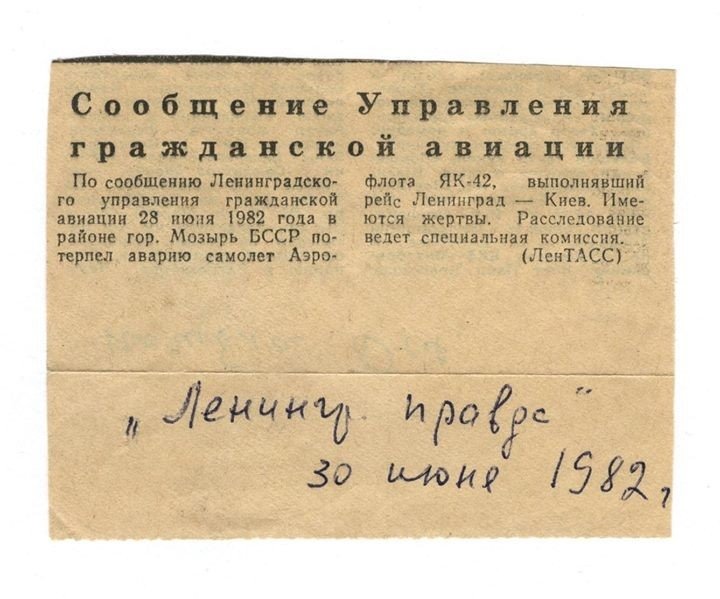 Сообщение Управления
гражданской авиации
По сообщению Ленинградско-
го управления гражданской
авиации 28 июня 1982 года в
районе гор. Мозырь БССР по-
терпел аварию самолет Аэро-
флота ЯК-42, выполнявший
рейс Ленинград — Киев. Име-
ются жертвы. Расследование
ведет специальная комиссия.
(ЛенТАСС)
„Ленингр. правда"
30 июня 1982 г